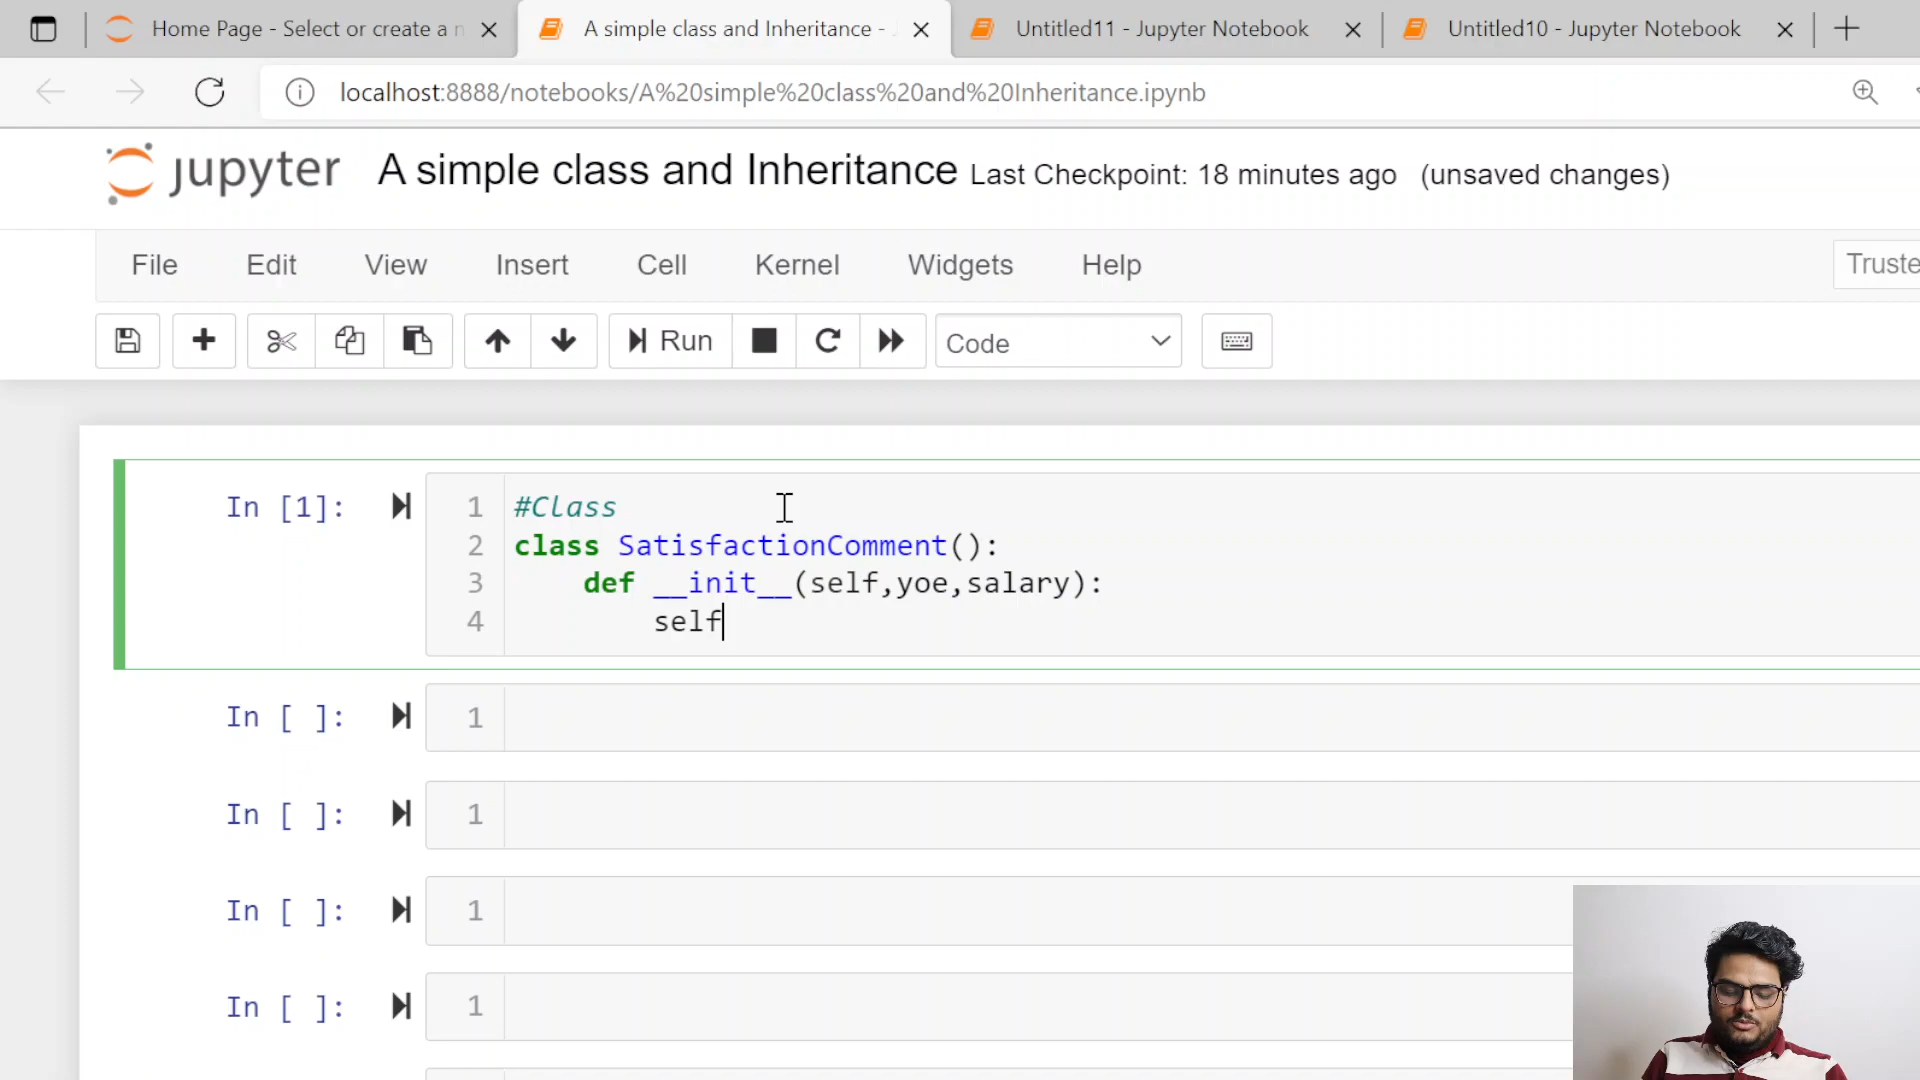 Home Page - Select or create a n
A simple class and Inheritance -
Untitled11 - Jupyter Notebook
Untitled10 - Jupyter Notebook
localhost:8888/notebooks/A%20simple%20class%20and%20Inheritance.ipynb
jupyter A simple class and Inheritance Last Checkpoint: 18 minutes ago (unsaved changes)
File Edit View Insert Cell Kernel Widgets Help Truste
Run Code
In [1]: 1 #Class
2 class SatisfactionComment():
3 def __init__(self,yoe,salary):
4 self
In [ ]: 1
In [ ]: 1
In [ ]: 1
In [ ]: 1